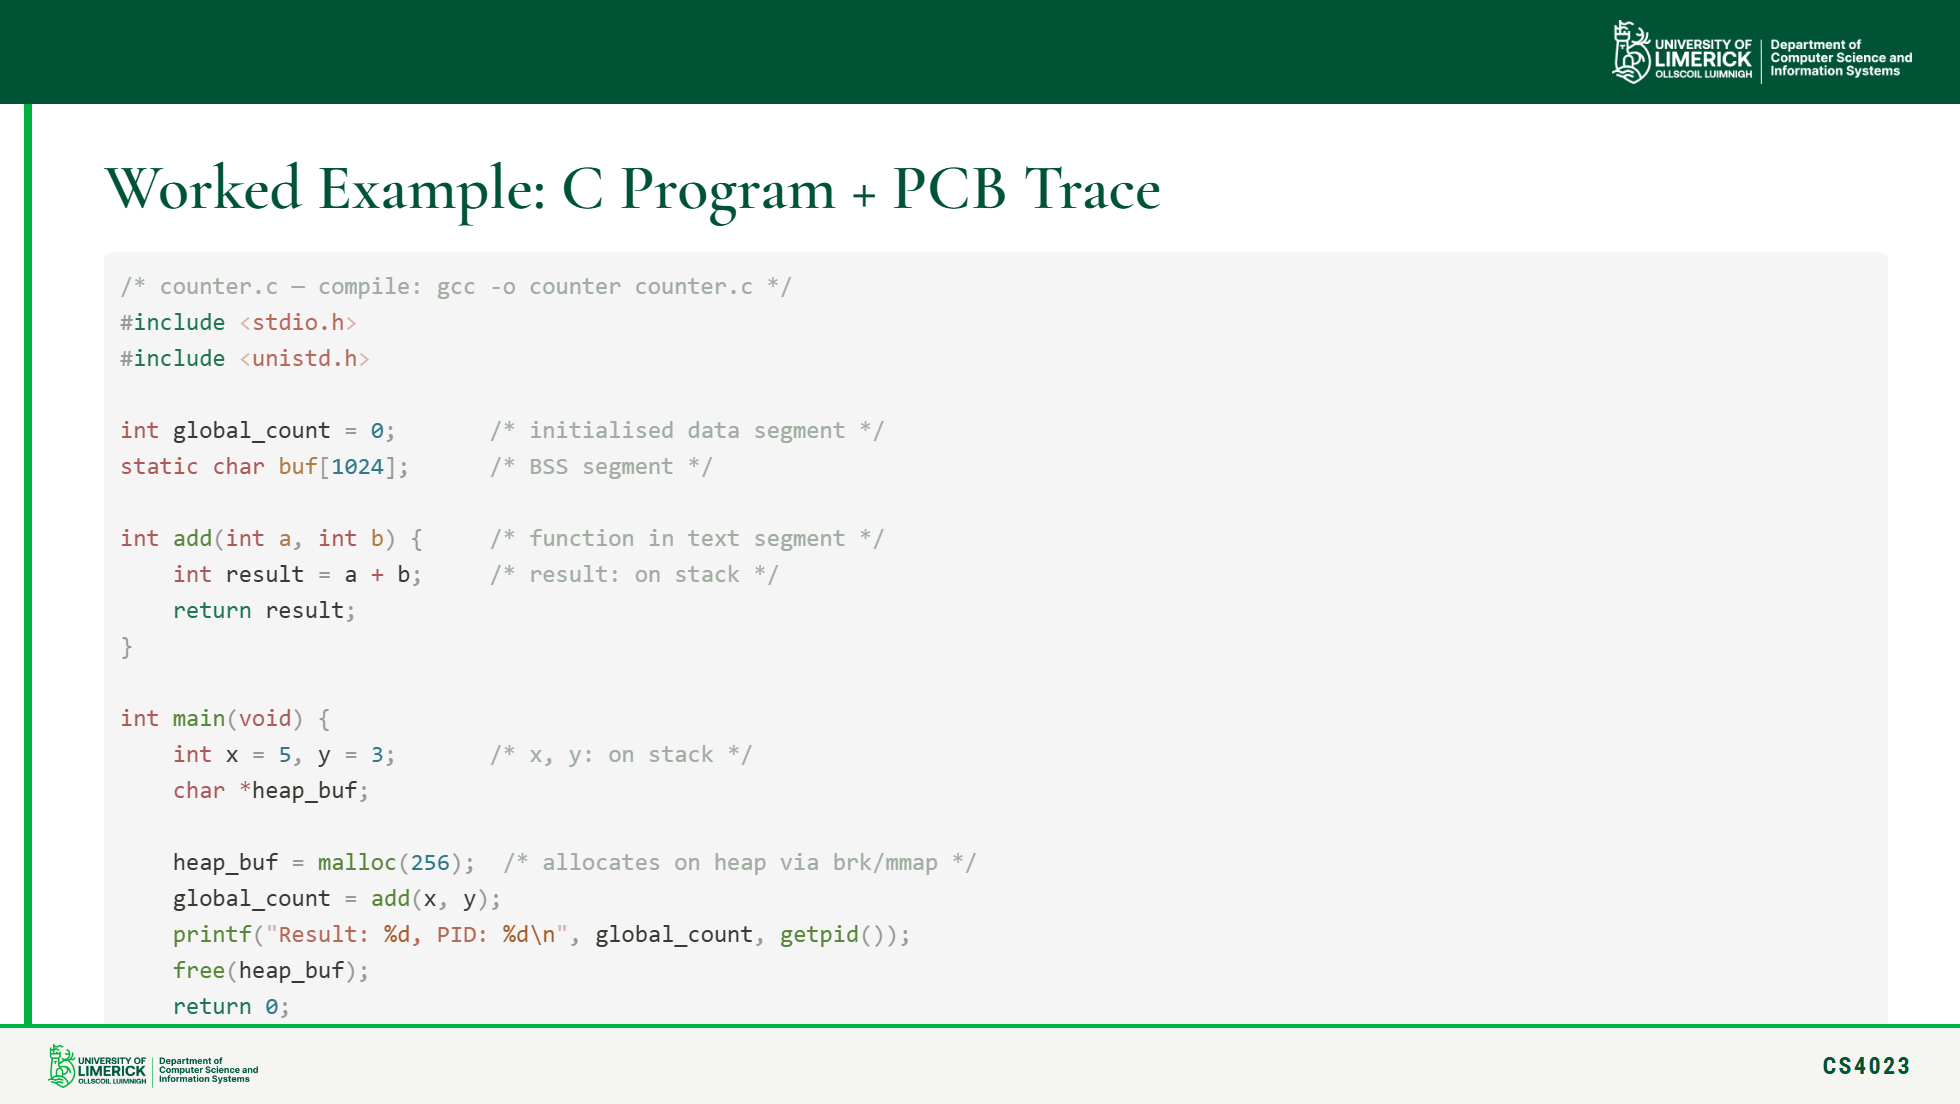 UNIVERSITY OF
LIMERICK
OLLSCOIL LUIMNIGH
Department of
Computer Science and
Information Systems
Worked Example: C Program + PCB Trace
/* counter.c — compile: gcc -o counter counter.c */
#include <stdio.h>
#include <unistd.h>
int global_count = 0;       /* initialised data segment */
static char buf[1024];      /* BSS segment */
int add(int a, int b) {     /* function in text segment */
    int result = a + b;     /* result: on stack */
    return result;
}
int main(void) {
    int x = 5, y = 3;       /* x, y: on stack */
    char *heap_buf;
    heap_buf = malloc(256);  /* allocates on heap via brk/mmap */
    global_count = add(x, y);
    printf("Result: %d, PID: %d\n", global_count, getpid());
    free(heap_buf);
    return 0;
UNIVERSITY OF
LIMERICK
OLLSCOIL LUIMNIGH
Department of
Computer Science and
Information Systems
CS4023